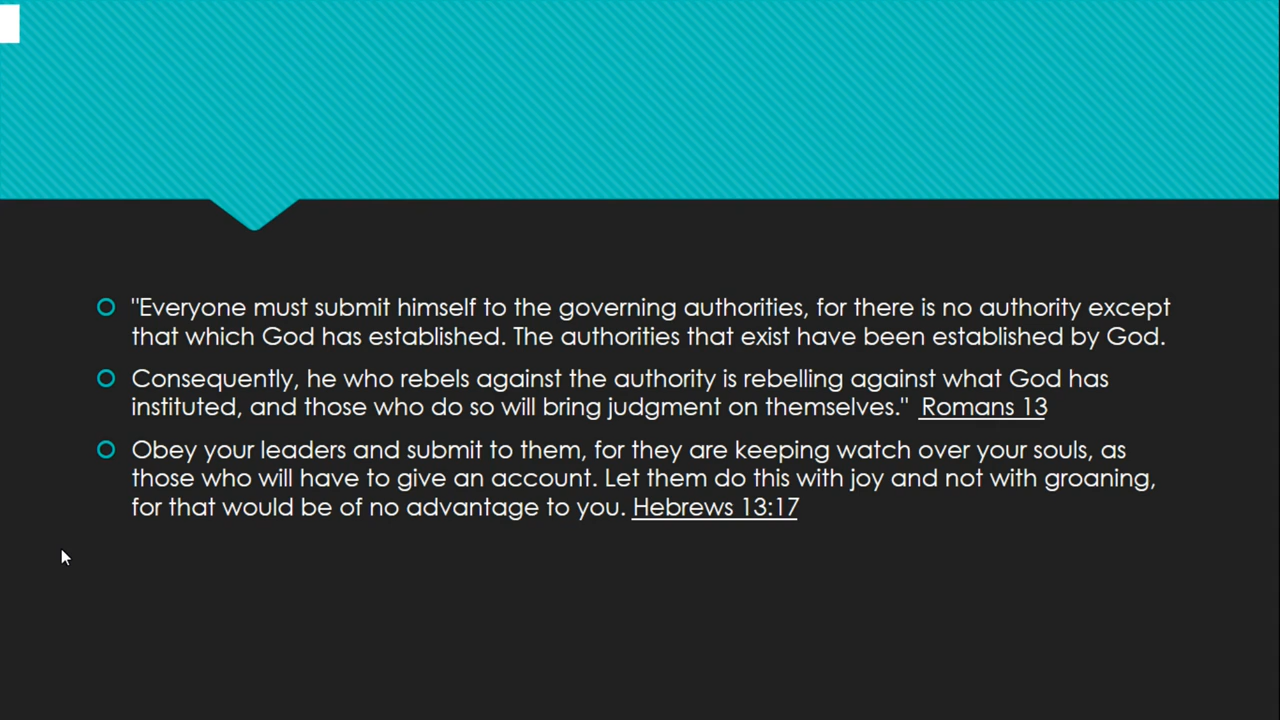 "Everyone must submit himself to the governing authorities, for there is no authority except
that which God has established. The authorities that exist have been established by God.
Consequently, he who rebels against the authority is rebelling against what God has
instituted, and those who do so will bring judgment on themselves." Romans 13
Obey your leaders and submit to them, for they are keeping watch over your souls, as
those who will have to give an account. Let them do this with joy and not with groaning,
for that would be of no advantage to you. Hebrews 13:17